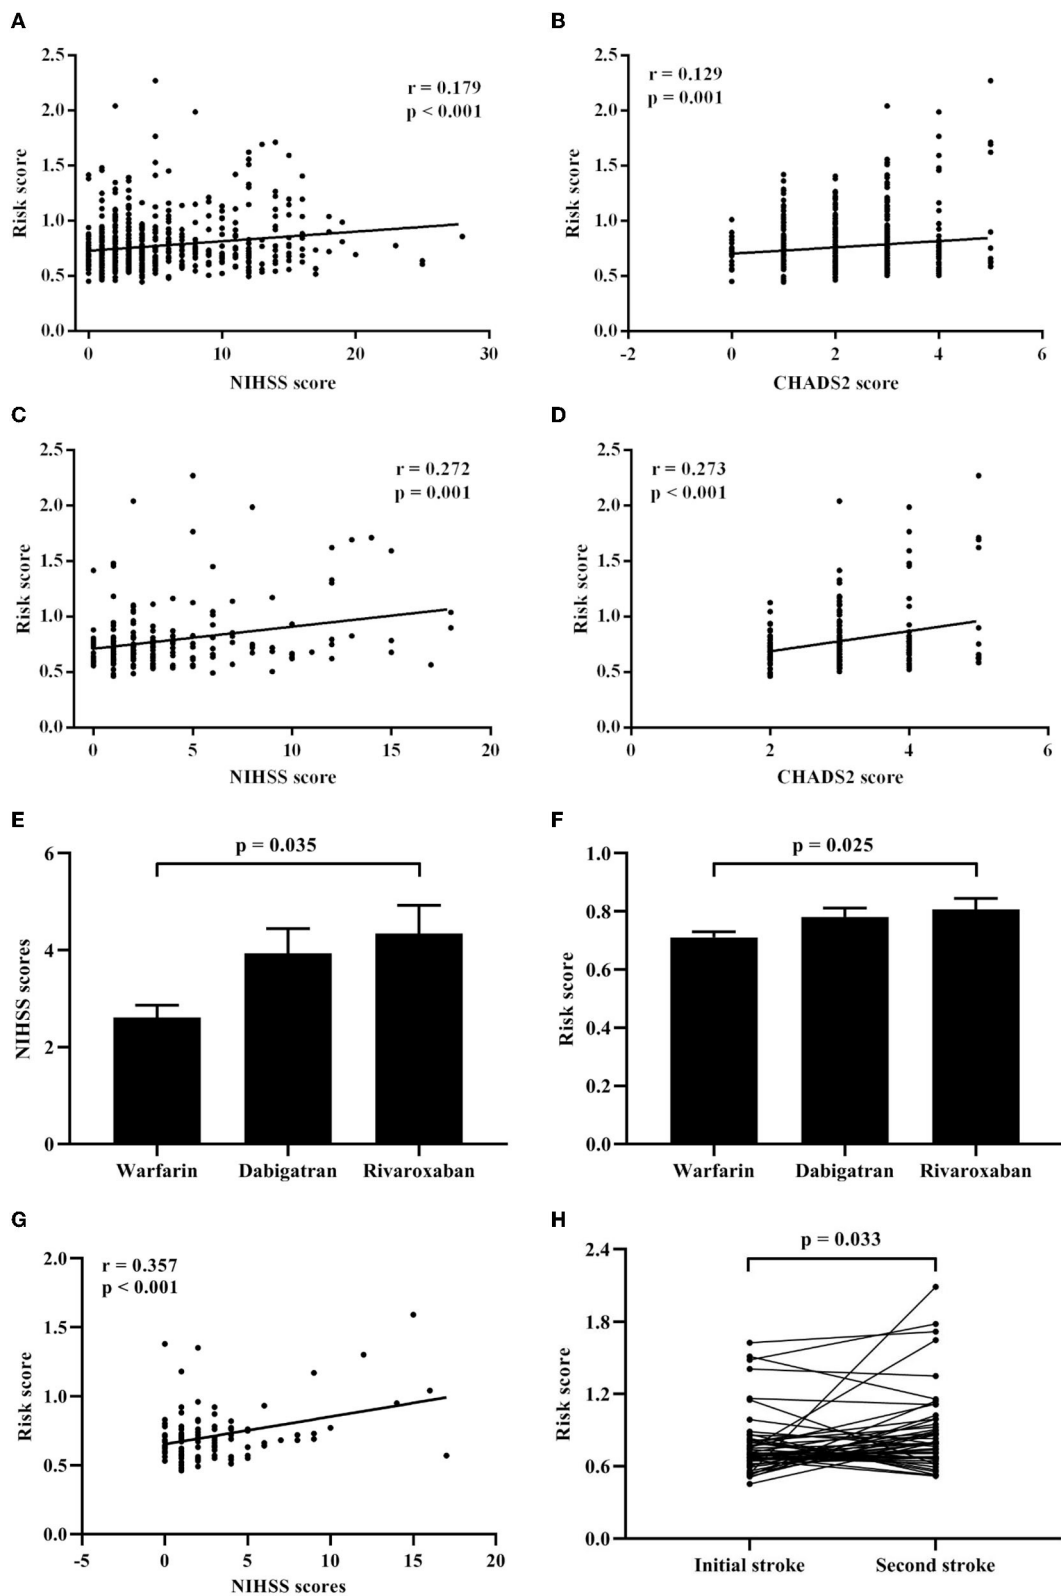 A
2.5
2.0
1.5
1.0
0.5
0.0
Risk score
r = 0.179
p < 0.001
0 10 20 30
NIHSS score
B
2.5
2.0
1.5
1.0
0.5
0.0
Risk score
r = 0.129
p = 0.001
-2 0 2 4 6
CHADS2 score
C
2.5
2.0
1.5
1.0
0.5
0.0
Risk score
r = 0.272
p = 0.001
0 5 10 15 20
NIHSS score
D
2.5
2.0
1.5
1.0
0.5
0.0
Risk score
r = 0.273
p < 0.001
0 2 4 6
CHADS2 score
E
6
4
2
0
NIHSS scores
p = 0.035
Warfarin Dabigatran Rivaroxaban
F
1.0
0.8
0.6
0.4
0.2
0.0
Risk score
p = 0.025
Warfarin Dabigatran Rivaroxaban
G
2.0
1.5
1.0
0.5
0.0
Risk score
r = 0.357
p < 0.001
-5 0 5 10 15 20
NIHSS scores
H
2.4
1.8
1.2
0.6
0.0
Risk score
p = 0.033
Initial stroke Second stroke